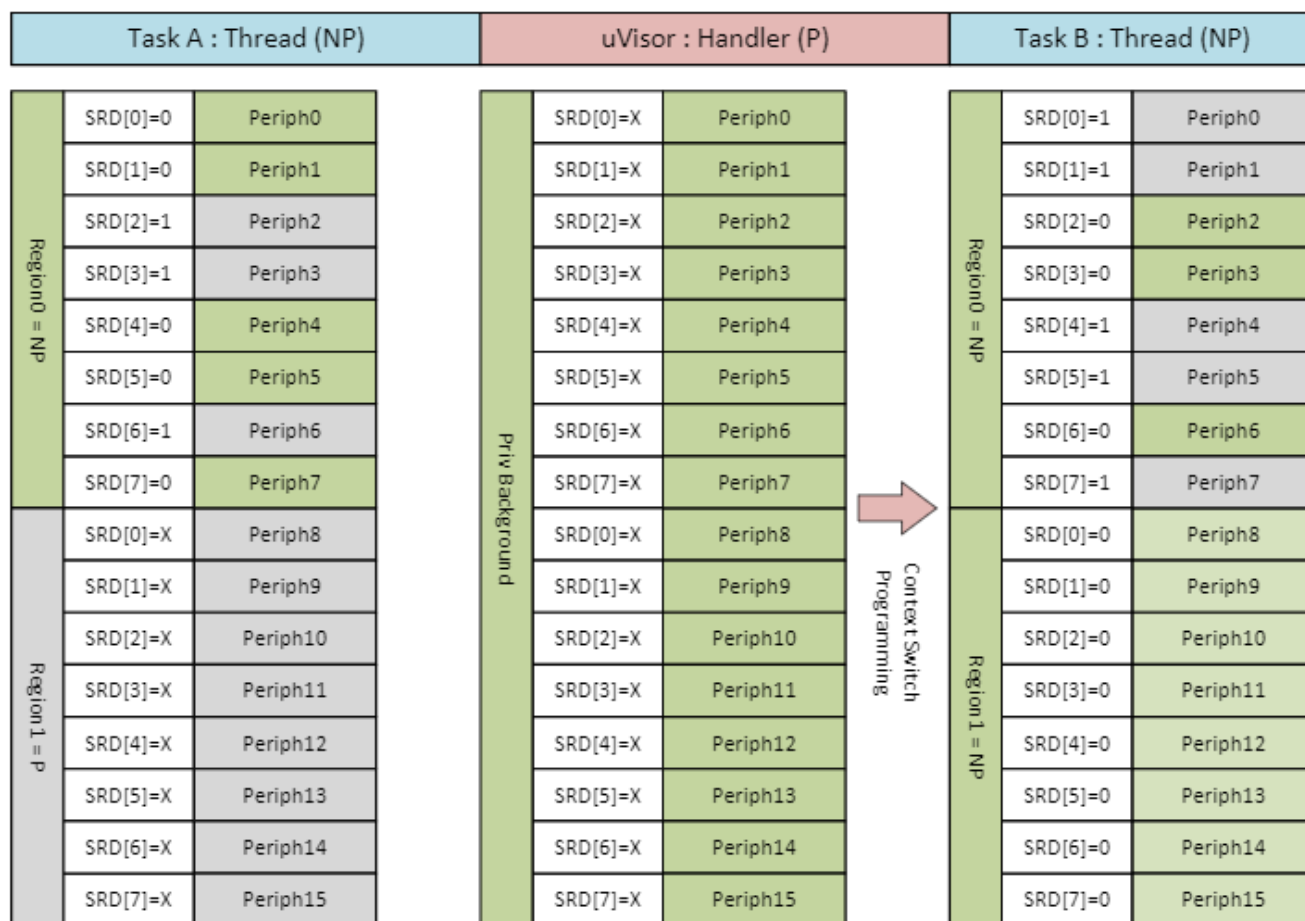 Task A : Thread (NP)
uVisor : Handler (P)
Task B : Thread (NP)
Region0 = NP
SRD[0]=0 Periph0
SRD[1]=0 Periph1
SRD[2]=1 Periph2
SRD[3]=1 Periph3
SRD[4]=0 Periph4
SRD[5]=0 Periph5
SRD[6]=1 Periph6
SRD[7]=0 Periph7
Region1 = P
SRD[0]=X Periph8
SRD[1]=X Periph9
SRD[2]=X Periph10
SRD[3]=X Periph11
SRD[4]=X Periph12
SRD[5]=X Periph13
SRD[6]=X Periph14
SRD[7]=X Periph15
Priv Background
SRD[0]=X Periph0
SRD[1]=X Periph1
SRD[2]=X Periph2
SRD[3]=X Periph3
SRD[4]=X Periph4
SRD[5]=X Periph5
SRD[6]=X Periph6
SRD[7]=X Periph7
SRD[0]=X Periph8
SRD[1]=X Periph9
SRD[2]=X Periph10
SRD[3]=X Periph11
SRD[4]=X Periph12
SRD[5]=X Periph13
SRD[6]=X Periph14
SRD[7]=X Periph15
Context Switch
Programming
Region0 = NP
SRD[0]=1 Periph0
SRD[1]=1 Periph1
SRD[2]=0 Periph2
SRD[3]=0 Periph3
SRD[4]=1 Periph4
SRD[5]=1 Periph5
SRD[6]=0 Periph6
SRD[7]=1 Periph7
Region1 = NP
SRD[0]=0 Periph8
SRD[1]=0 Periph9
SRD[2]=0 Periph10
SRD[3]=0 Periph11
SRD[4]=0 Periph12
SRD[5]=0 Periph13
SRD[6]=0 Periph14
SRD[7]=0 Periph15